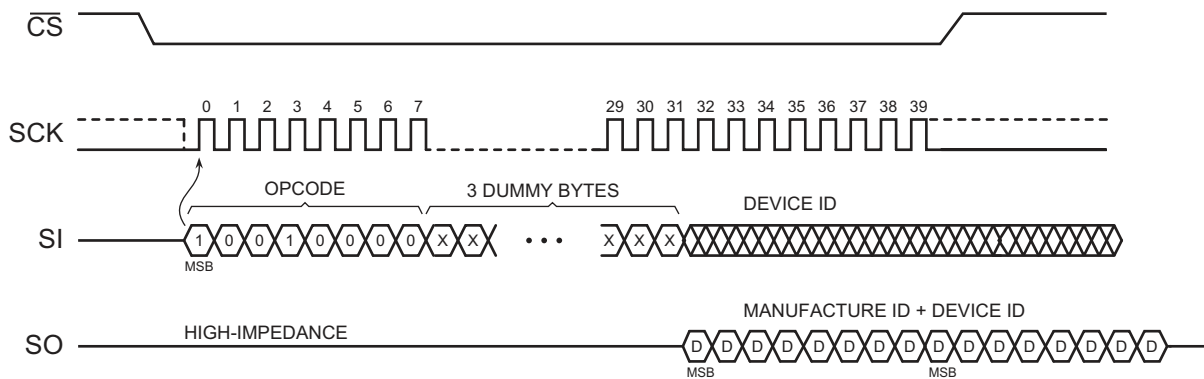 CS
0 1 2 3 4 5 6 7 29 30 31 32 33 34 35 36 37 38 39
SCK
OPCODE 3 DUMMY BYTES DEVICE ID
SI 1 0 0 1 0 0 0 0 X X • • • X X X
MSB
MANUFACTURE ID + DEVICE ID
HIGH-IMPEDANCE
SO D D D D D D D D D D D D D D D D
MSB MSB